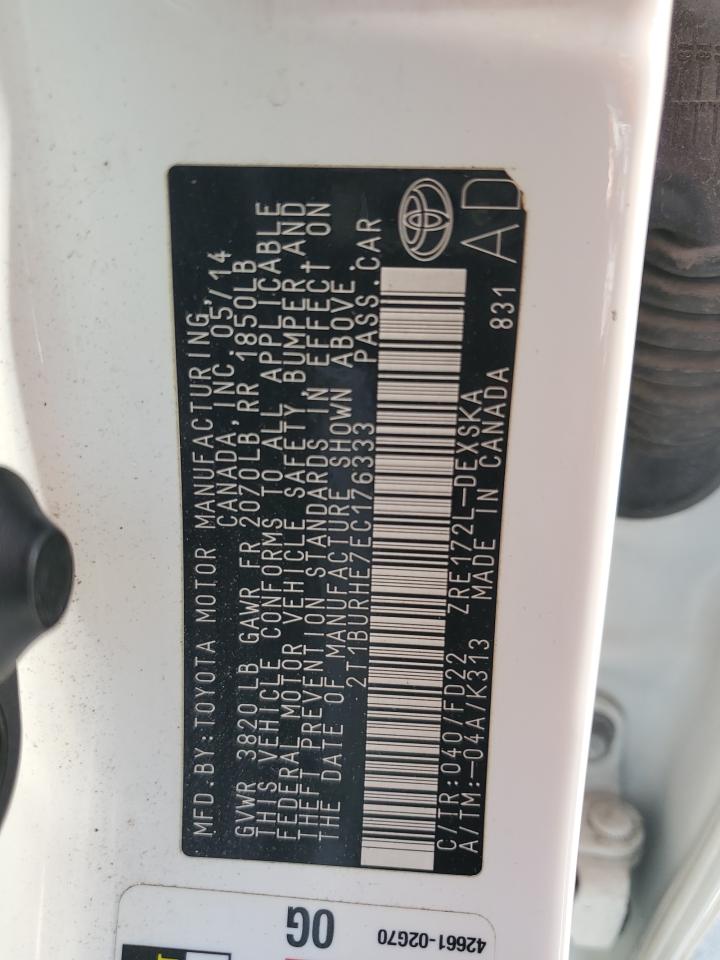 MFD.BY:TOYOTA MOTOR MANUFACTURING,
CANADA,INC.05/14
GVWR 3820LB GAWR FR 2070LB RR 1850LB
THIS VEHICLE CONFORMS TO ALL APPLICABLE
FEDERAL MOTOR VEHICLE SAFETY,BUMPER AND
THEFT PREVENTION STANDARDS IN EFFECT ON
THE DATE OF MANUFACTURE SHOWN ABOVE.
2T1BURHE7EC176333 PASS.CAR
C/TR:040/FD22 ZRE172L-DEXSKA
A/TM:-04A/K313 MADE IN CANADA 831
AD
0G
42661-02G70